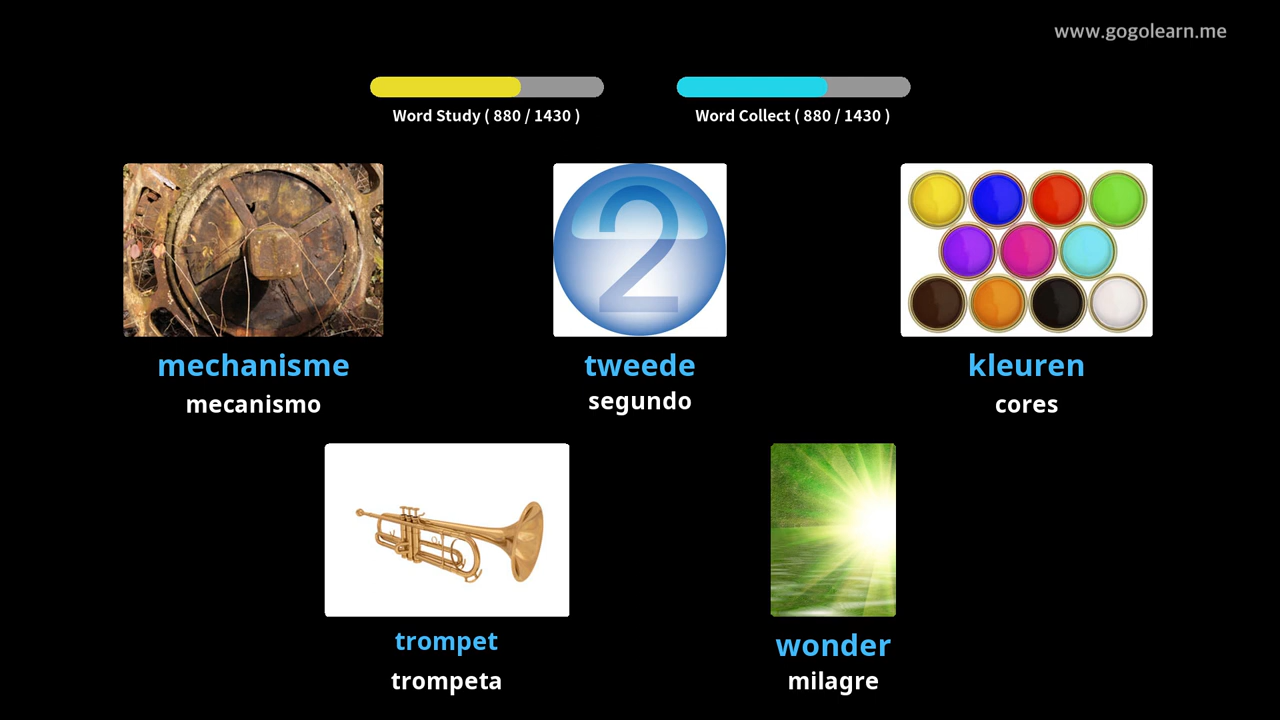 www.gogolearn.me
Word Study ( 880 / 1430 )
Word Collect ( 880 / 1430 )
2
mechanisme
mecanismo
tweede
segundo
kleuren
cores
trompet
trompeta
wonder
milagre